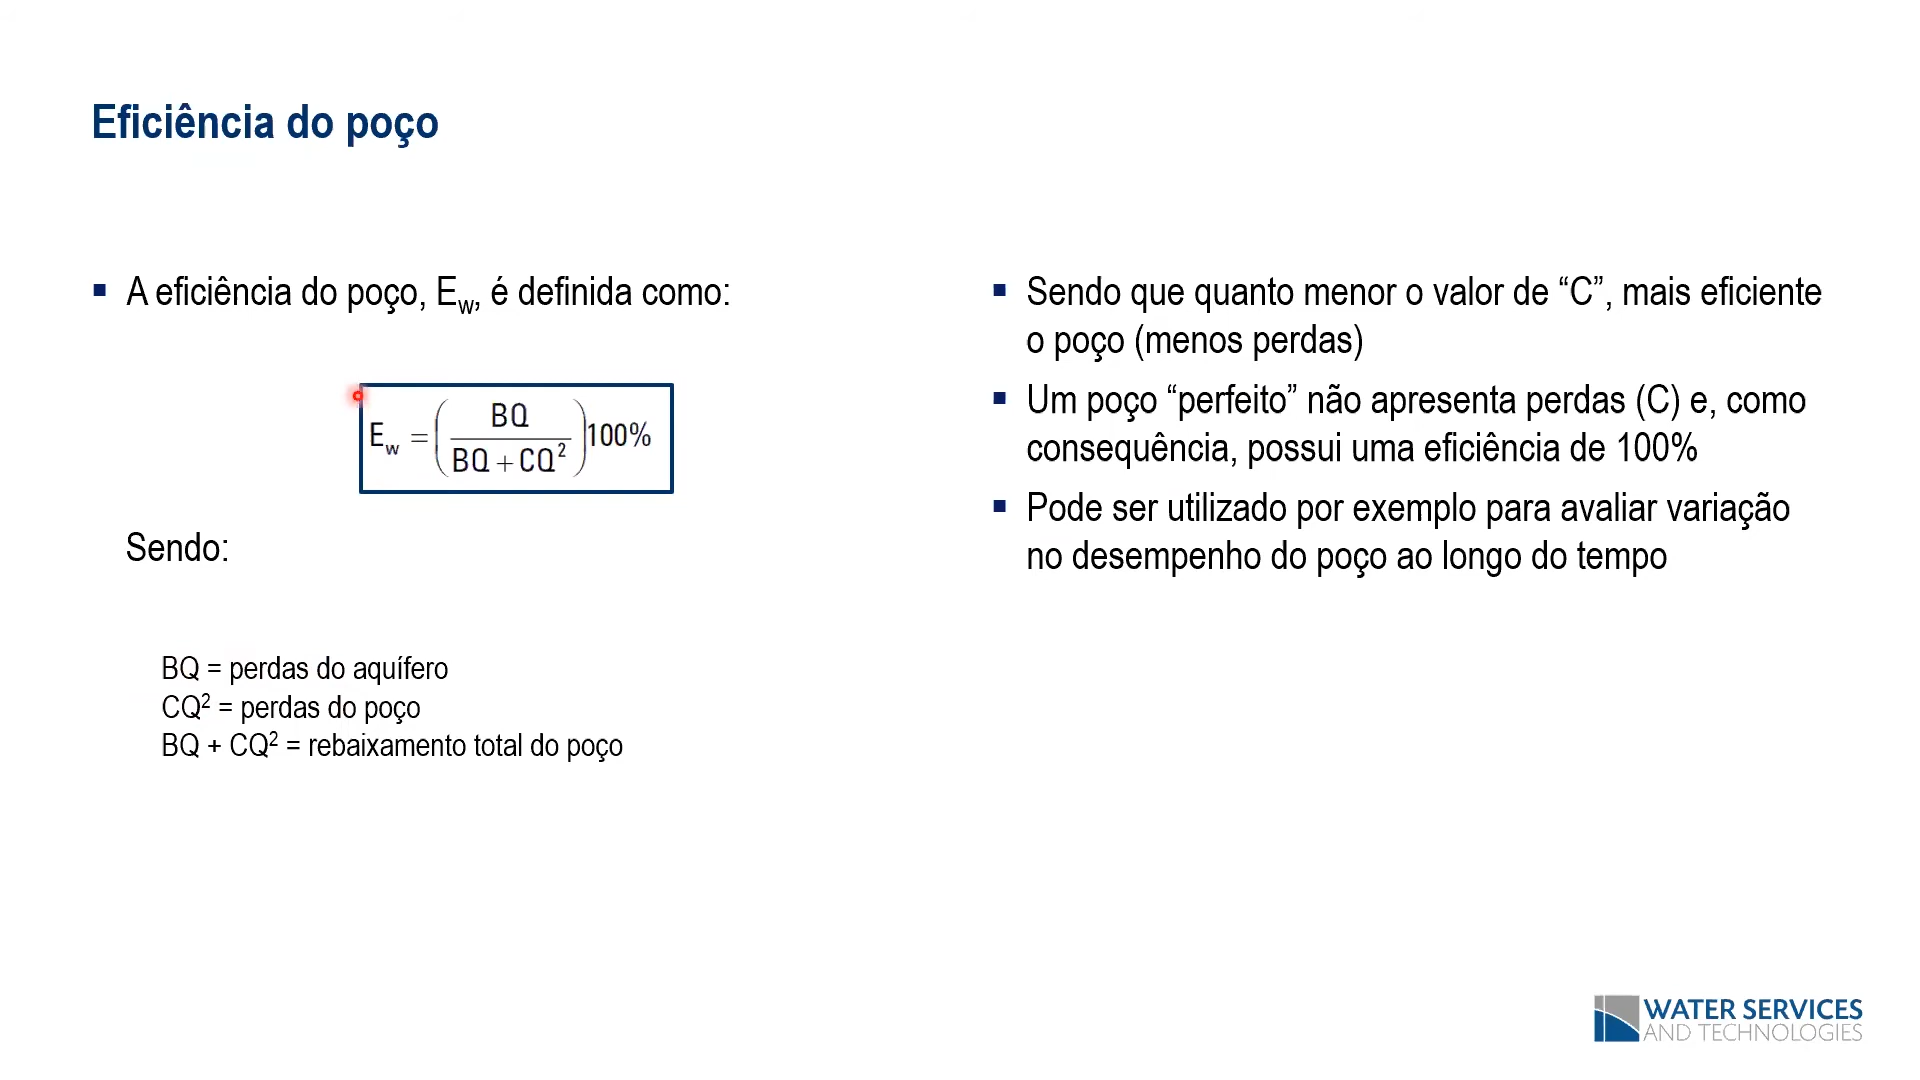 Eficiência do poço
▪ A eficiência do poço, E_w, é definida como:
E_w = (BQ / (BQ + CQ²)) 100%
Sendo:
BQ = perdas do aquífero
CQ² = perdas do poço
BQ + CQ² = rebaixamento total do poço
▪ Sendo que quanto menor o valor de “C”, mais eficiente
o poço (menos perdas)
▪ Um poço “perfeito” não apresenta perdas (C) e, como
consequência, possui uma eficiência de 100%
▪ Pode ser utilizado por exemplo para avaliar variação
no desempenho do poço ao longo do tempo
WATER SERVICES
AND TECHNOLOGIES